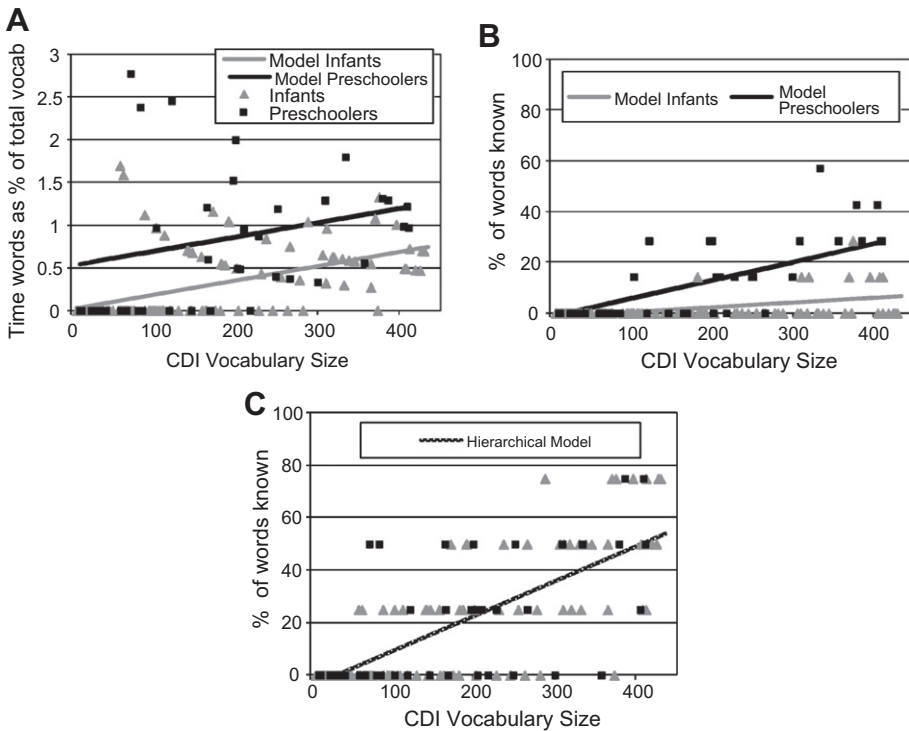 A
Time words as % of total vocab
3
2.5
2
1.5
1
0.5
0
Model Infants
Model Preschoolers
Infants
Preschoolers
0 100 200 300 400
CDI Vocabulary Size
B
% of words known
100
80
60
40
20
0
Model Infants
Model
Preschoolers
0 100 200 300 400
CDI Vocabulary Size
C
% of words known
100
80
60
40
20
0
Hierarchical Model
0 100 200 300 400
CDI Vocabulary Size